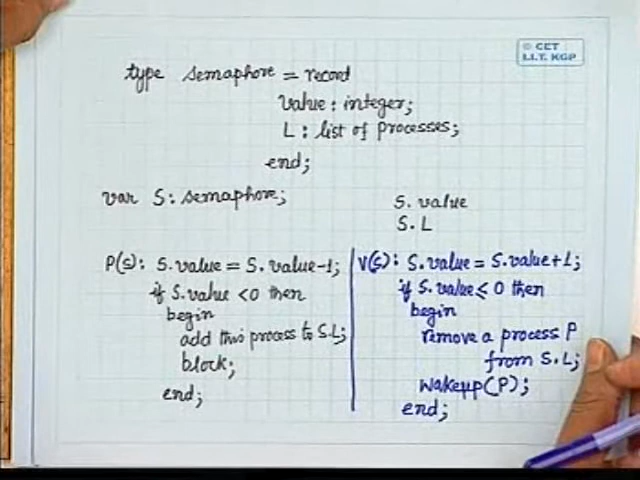 © CET
I.I.T. KGP
type semaphore = record
value : integer;
L : list of processes;
end;
var S : semaphore;
S. value
S. L
P(s): S.value = S. value-1;
if S.value < 0 then
begin
add this process to S.L;
block;
end;
V(S): S.value = S.value+1;
if S.value ≤ 0 then
begin
remove a process P
from S.L;
wakeup(P);
end;